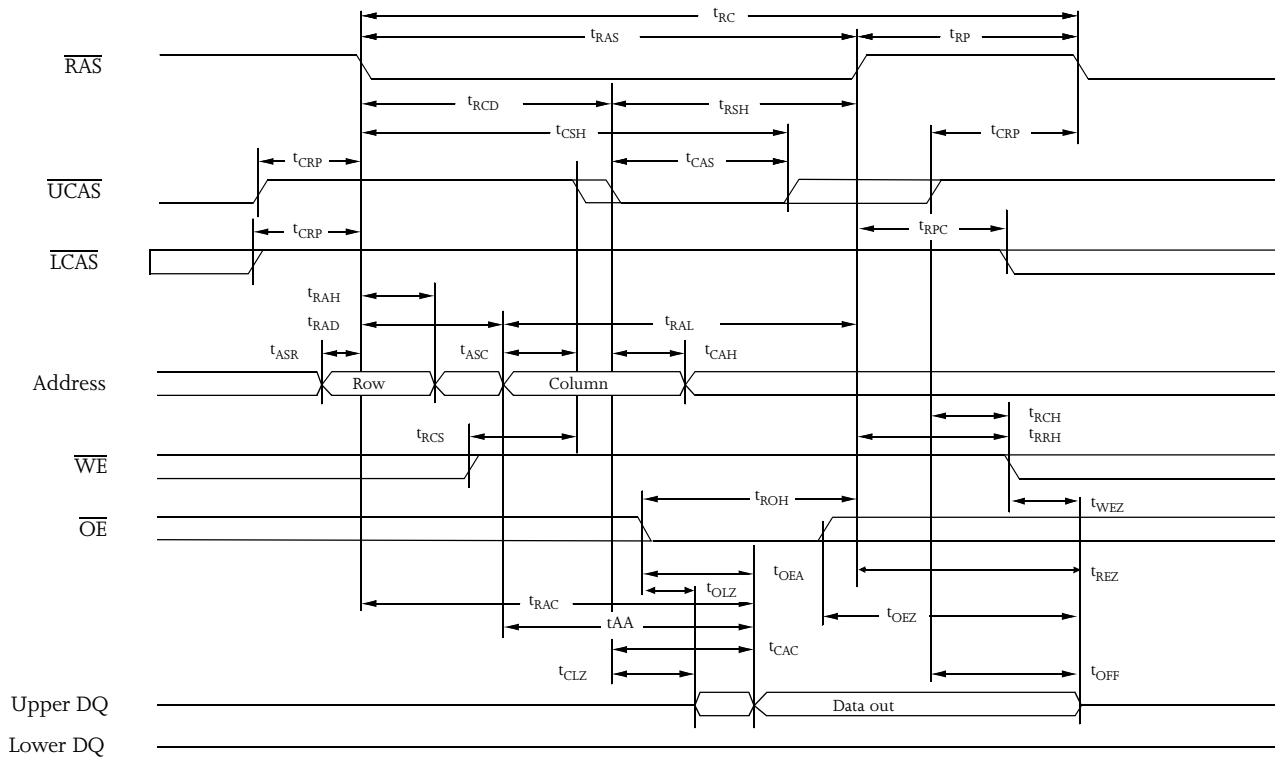 tRC
tRAS tRP
RAS
tRCD tRSH
tCSH tCRP
tCRP tCAS
UCAS
tCRP tRPC
LCAS
tRAH
tRAD tRAL
tASR tASC tCAH
Address Row Column
tRCH
tRCS tRRH
WE
tROH tWEZ
OE
tOEA tREZ
tOLZ
tRAC tOEZ
tAA
tCAC
tCLZ tOFF
Upper DQ Data out
Lower DQ